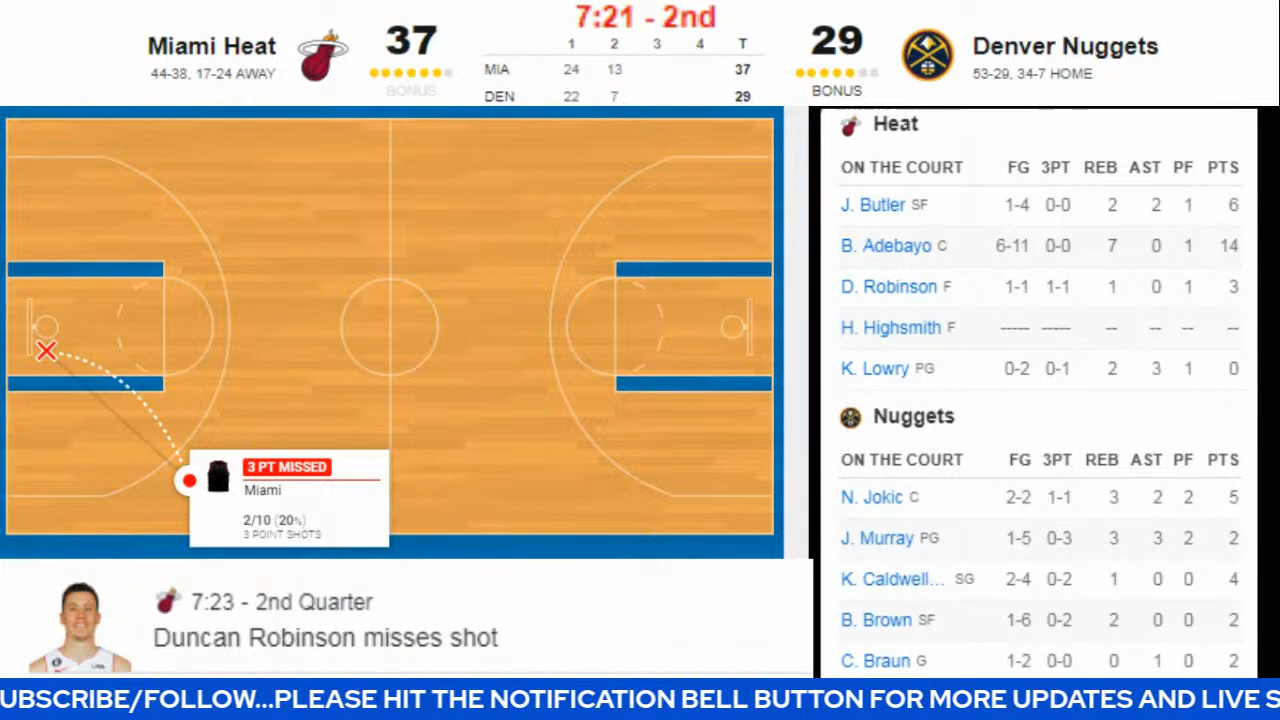 7:21 - 2nd
Miami Heat
44-38, 17-24 AWAY
37
BONUS
1 2 3 4 T
MIA 24 13 37
DEN 22 7 29
29
BONUS
Denver Nuggets
53-29, 34-7 HOME
3 PT MISSED
Miami
2/10 (20%)
3 POINT SHOTS
7:23 - 2nd Quarter
Duncan Robinson misses shot
Heat
ON THE COURT FG 3PT REB AST PF PTS
J. Butler SF 1-4 0-0 2 2 1 6
B. Adebayo C 6-11 0-0 7 0 1 14
D. Robinson F 1-1 1-1 1 0 1 3
H. Highsmith F ----- ---- -- -- -- --
K. Lowry PG 0-2 0-1 2 3 1 0
Nuggets
ON THE COURT FG 3PT REB AST PF PTS
N. Jokic C 2-2 1-1 3 2 2 5
J. Murray PG 1-5 0-3 3 3 2 2
K. Caldwell... SG 2-4 0-2 1 0 0 4
B. Brown SF 1-6 0-2 2 0 0 2
C. Braun G 1-2 0-0 0 1 0 2
UBSCRIBE/FOLLOW...PLEASE HIT THE NOTIFICATION BELL BUTTON FOR MORE UPDATES AND LIVE S